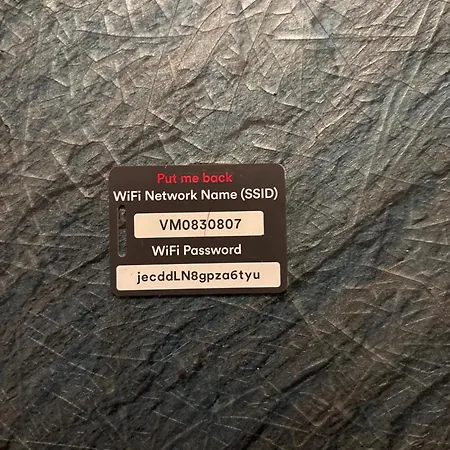 Put me back
WiFi Network Name (SSID)
VM0830807
WiFi Password
jecddLN8gpza6tyu